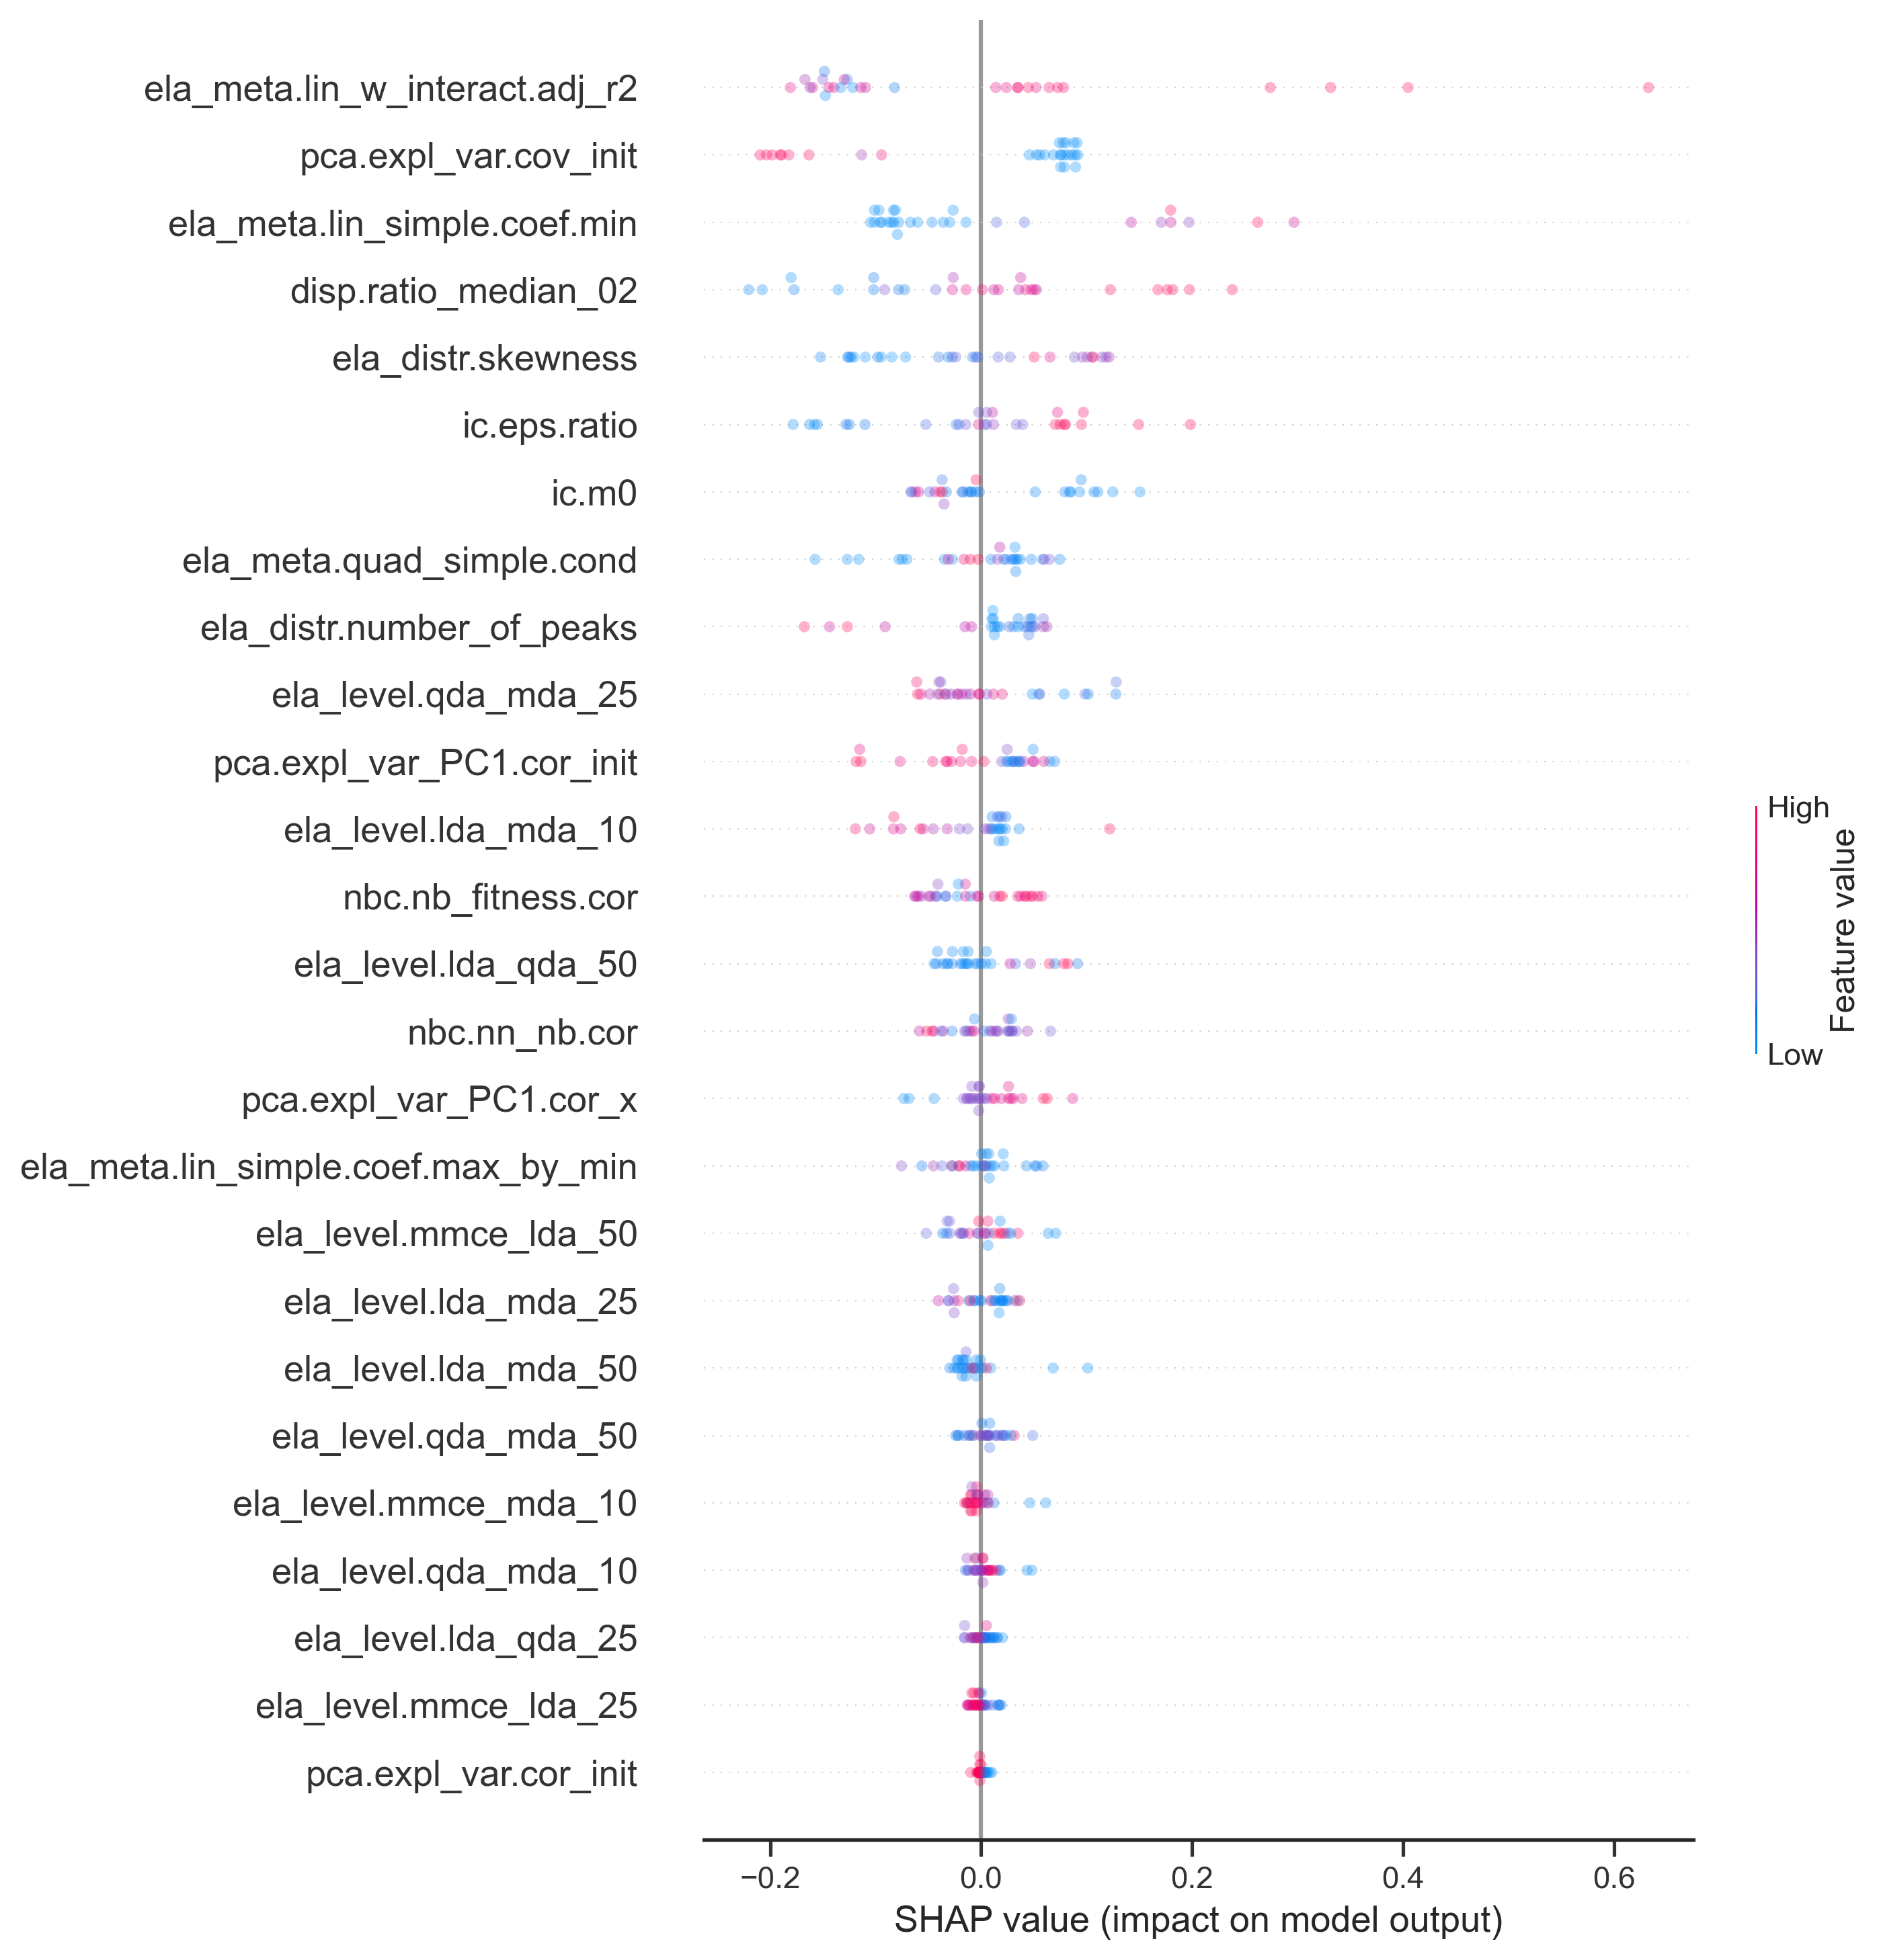 ela_meta.lin_w_interact.adj_r2
pca.expl_var.cov_init
ela_meta.lin_simple.coef.min
disp.ratio_median_02
ela_distr.skewness
ic.eps.ratio
ic.m0
ela_meta.quad_simple.cond
ela_distr.number_of_peaks
ela_level.qda_mda_25
pca.expl_var_PC1.cor_init
ela_level.lda_mda_10
nbc.nb_fitness.cor
ela_level.lda_qda_50
nbc.nn_nb.cor
pca.expl_var_PC1.cor_x
ela_meta.lin_simple.coef.max_by_min
ela_level.mmce_lda_50
ela_level.lda_mda_25
ela_level.lda_mda_50
ela_level.qda_mda_50
ela_level.mmce_mda_10
ela_level.qda_mda_10
ela_level.lda_qda_25
ela_level.mmce_lda_25
pca.expl_var.cor_init
−0.2 0.0 0.2 0.4 0.6
SHAP value (impact on model output)
High
Feature value
Low